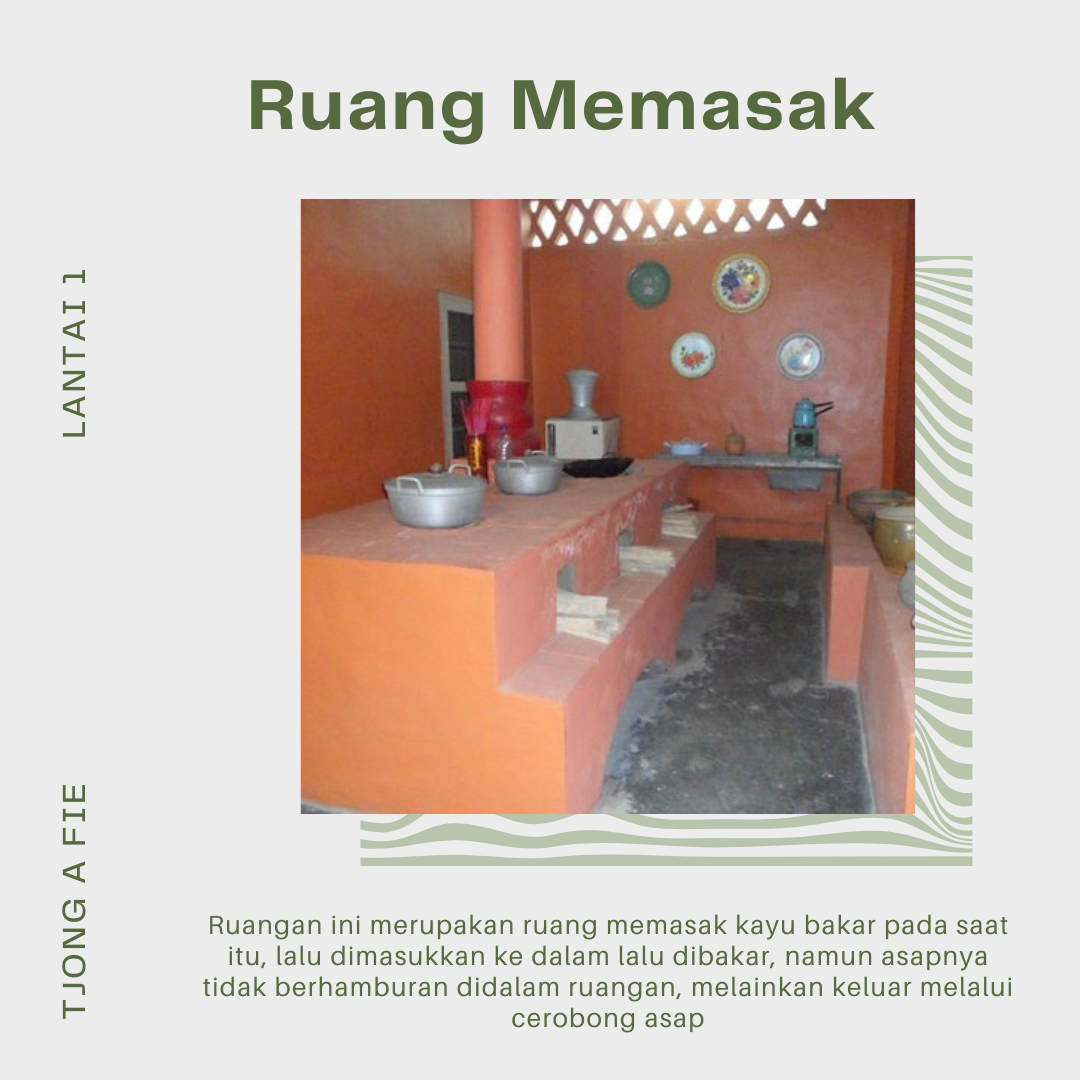 Ruang Memasak
LANTAI 1
TJONG A FIE
Ruangan ini merupakan ruang memasak kayu bakar pada saat
itu, lalu dimasukkan ke dalam lalu dibakar, namun asapnya
tidak berhamburan didalam ruangan, melainkan keluar melalui
cerobong asap